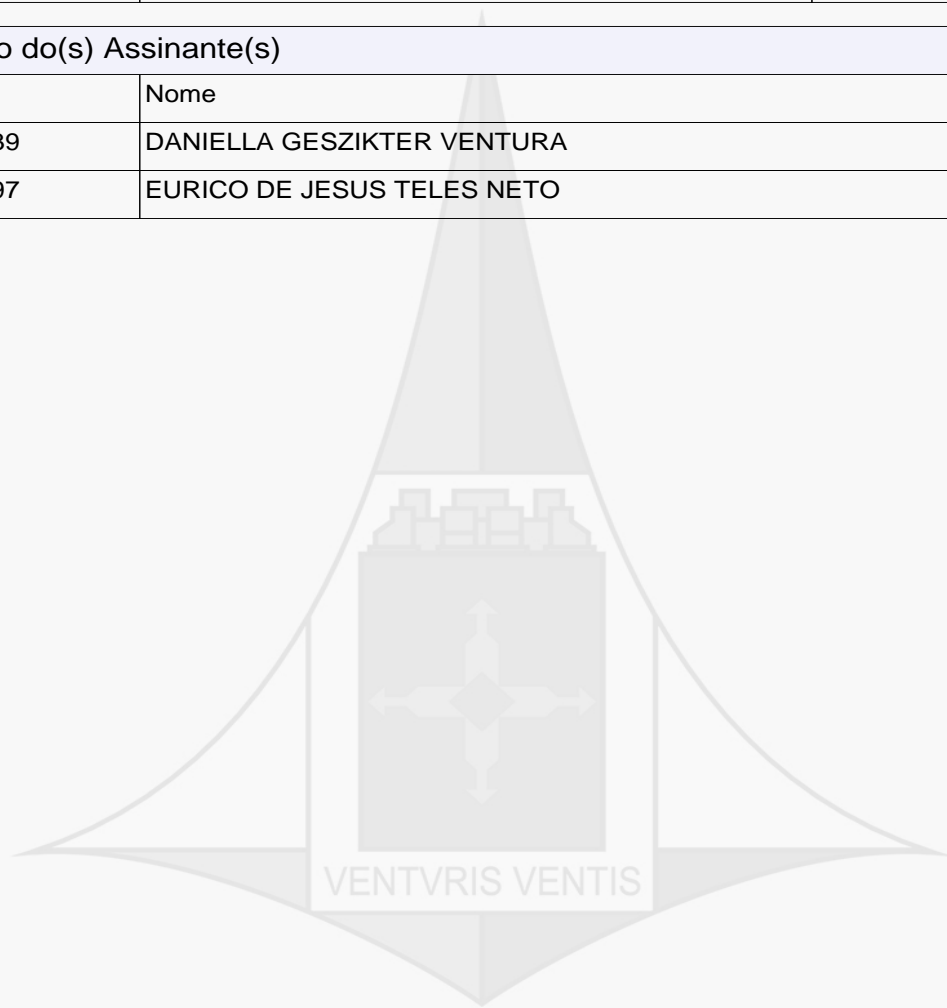 o do(s) Assinante(s)
Nome
39 DANIELLA GESZIKTER VENTURA
97 EURICO DE JESUS TELES NETO
VENTVRIS VENTIS